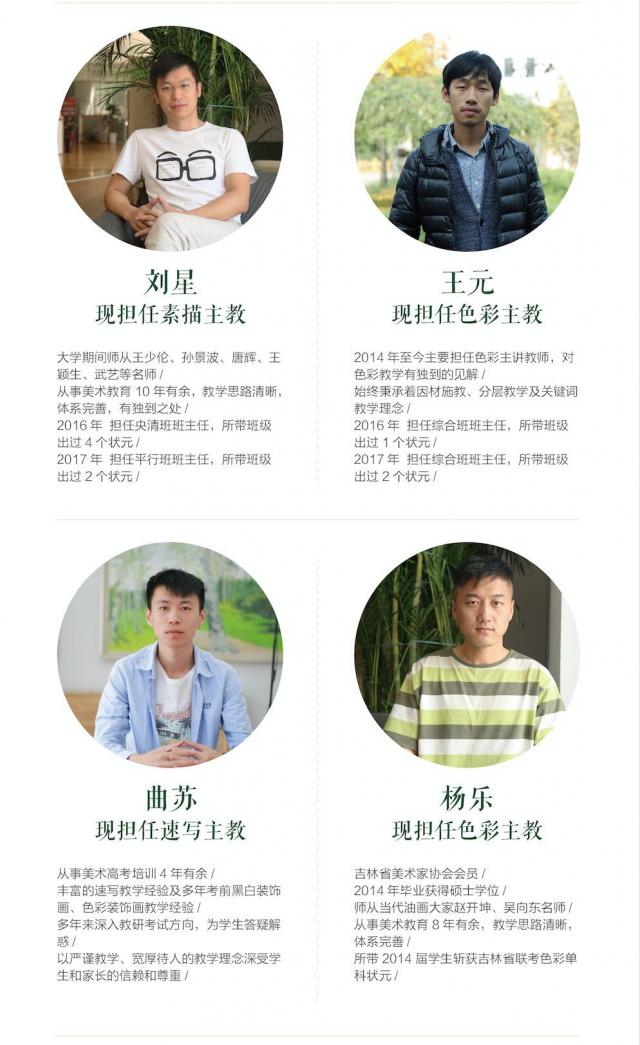 刘星
现担任素描主教
大学期间师从王少伦、孙景波、唐辉、王
颖生、武艺等名师 /
从事美术教育 10 年有余，教学思路清晰，
体系完善，有独到之处 /
2016 年 担任央清班班主任，所带班级
出过 4 个状元 /
2017 年 担任平行班班主任，所带班级
出过 2 个状元 /
王元
现担任色彩主教
2014 年至今主要担任色彩主讲教师，对
色彩教学有独到的见解 /
始终秉承着因材施教、分层教学及关键词
教学理念 /
2016 年 担任综合班班主任，所带班级
出过 1 个状元 /
2017 年 担任综合班班主任，所带班级
出过 2 个状元 /
曲苏
现担任速写主教
从事美术高考培训 4 年有余 /
丰富的速写教学经验及多年考前黑白装饰
画、色彩装饰画教学经验 /
多年来深入教研考试方向，为学生答疑解
惑 /
以严谨教学、宽厚待人的教学理念深受学
生和家长的信赖和尊重 /
杨乐
现担任色彩主教
吉林省美术家协会会员 /
2014 年毕业获得硕士学位 /
师从当代油画大家赵开坤、吴向东名师 /
从事美术教育 8 年有余，教学思路清晰，
体系完善 /
所带 2014 届学生斩获吉林省联考色彩单
科状元 /